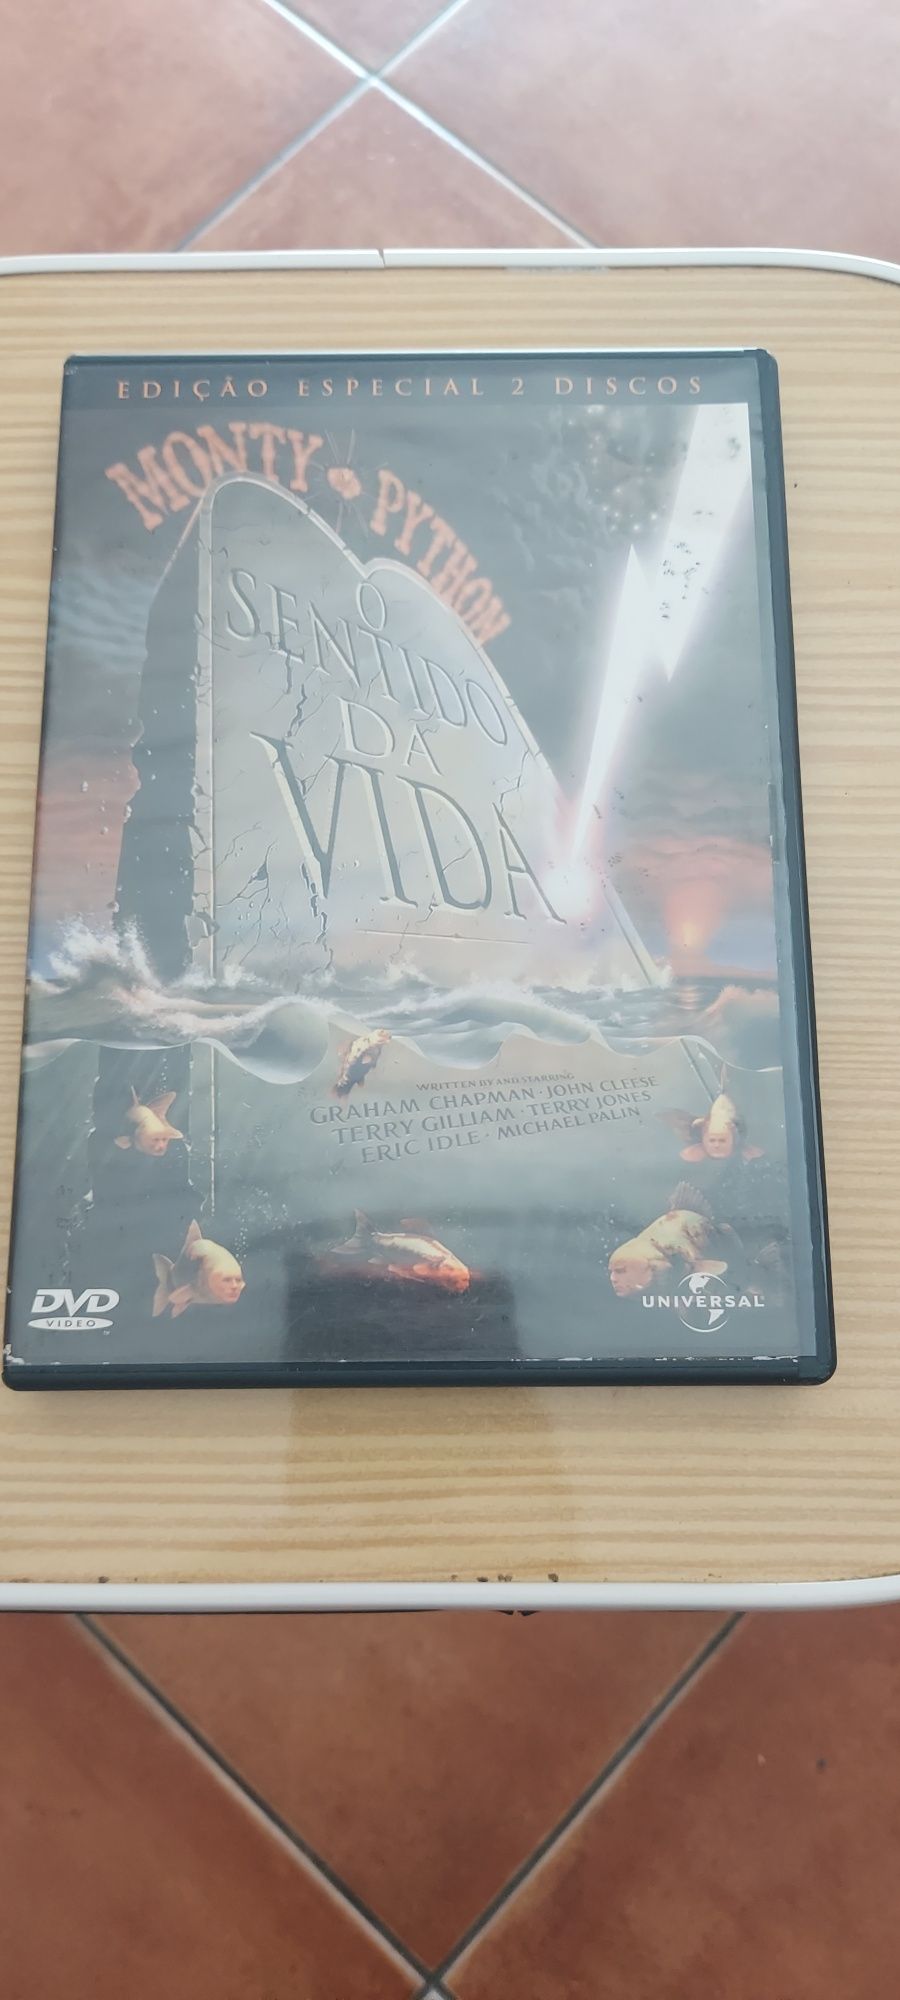 EDIÇÃO ESPECIAL 2 DISCOS
MONTY PYTHON
O
SENTIDO
DA
VIDA
WRITTEN BY AND STARRING
GRAHAM CHAPMAN · JOHN CLEESE
TERRY GILLIAM · TERRY JONES
ERIC IDLE · MICHAEL PALIN
DVD
VIDEO
UNIVERSAL